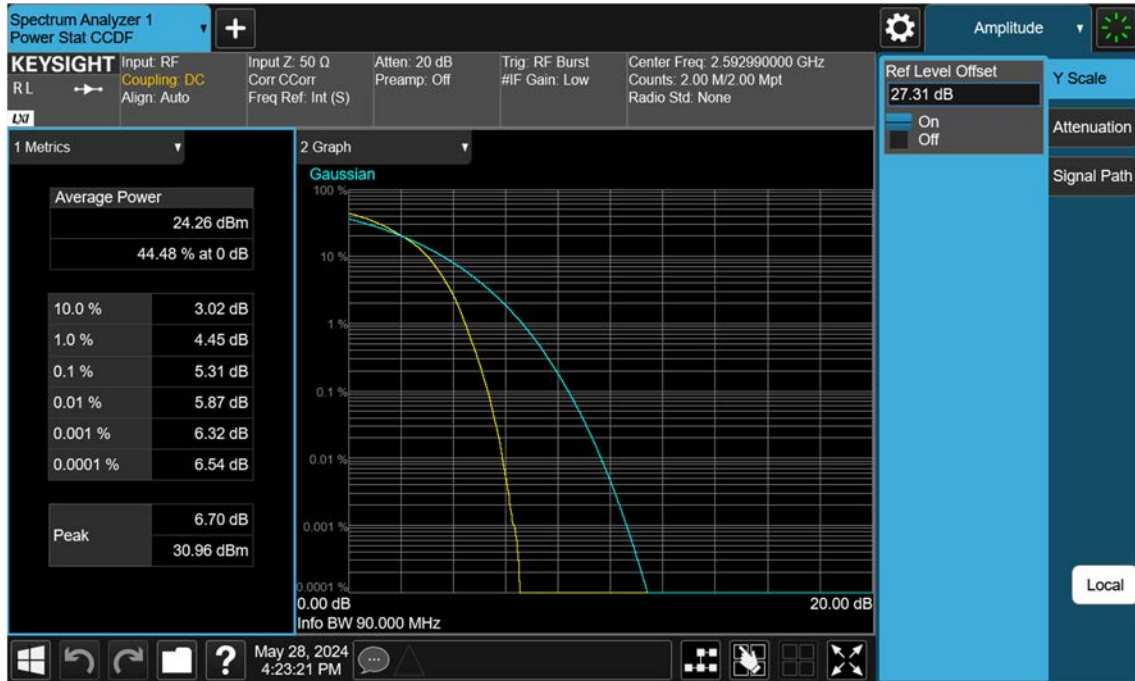 Spectrum Analyzer 1
Power Stat CCDF
+
Amplitude
KEYSIGHT
R L
LXI
Input: RF
Coupling: DC
Align: Auto
Input Z: 50 Ω
Corr CCorr
Freq Ref: Int (S)
Atten: 20 dB
Preamp: Off
Trig: RF Burst
#IF Gain: Low
Center Freq: 2.592990000 GHz
Counts: 2.00 M/2.00 Mpt
Radio Std: None
Ref Level Offset
27.31 dB
On
Off
Y Scale
Attenuation
Signal Path
1 Metrics
Average Power
24.26 dBm
44.48 % at 0 dB
10.0 % 3.02 dB
1.0 % 4.45 dB
0.1 % 5.31 dB
0.01 % 5.87 dB
0.001 % 6.32 dB
0.0001 % 6.54 dB
Peak
6.70 dB
30.96 dBm
2 Graph
Gaussian
100 %
10 %
1 %
0.1 %
0.01 %
0.001 %
0.0001 %
0.00 dB 20.00 dB
Info BW 90.000 MHz
Local
?
May 28, 2024
4:23:21 PM